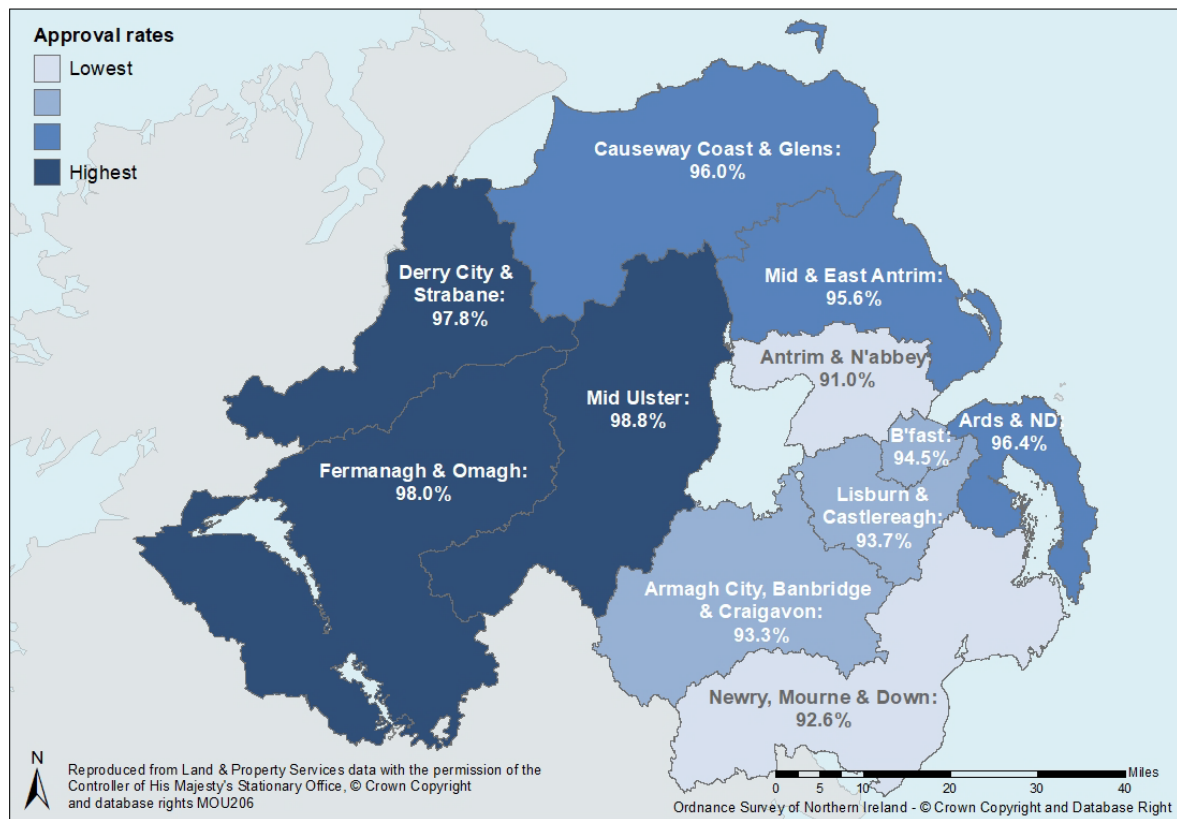 Approval rates
Lowest
Highest
Causeway Coast & Glens:
96.0%
Derry City &
Strabane:
97.8%
Mid & East Antrim:
95.6%
Antrim & N'abbey
91.0%
Mid Ulster:
98.8%
Ards & ND:
96.4%
B'fast:
94.5%
Fermanagh & Omagh:
98.0%
Lisburn &
Castlereagh:
93.7%
Armagh City, Banbridge
& Craigavon:
93.3%
Newry, Mourne & Down:
92.6%
N
Reproduced from Land & Property Services data with the permission of the
Controller of His Majesty's Stationary Office, © Crown Copyright
and database rights MOU206
Miles
0 5 10 20 30 40
Ordnance Survey of Northern Ireland - © Crown Copyright and Database Right